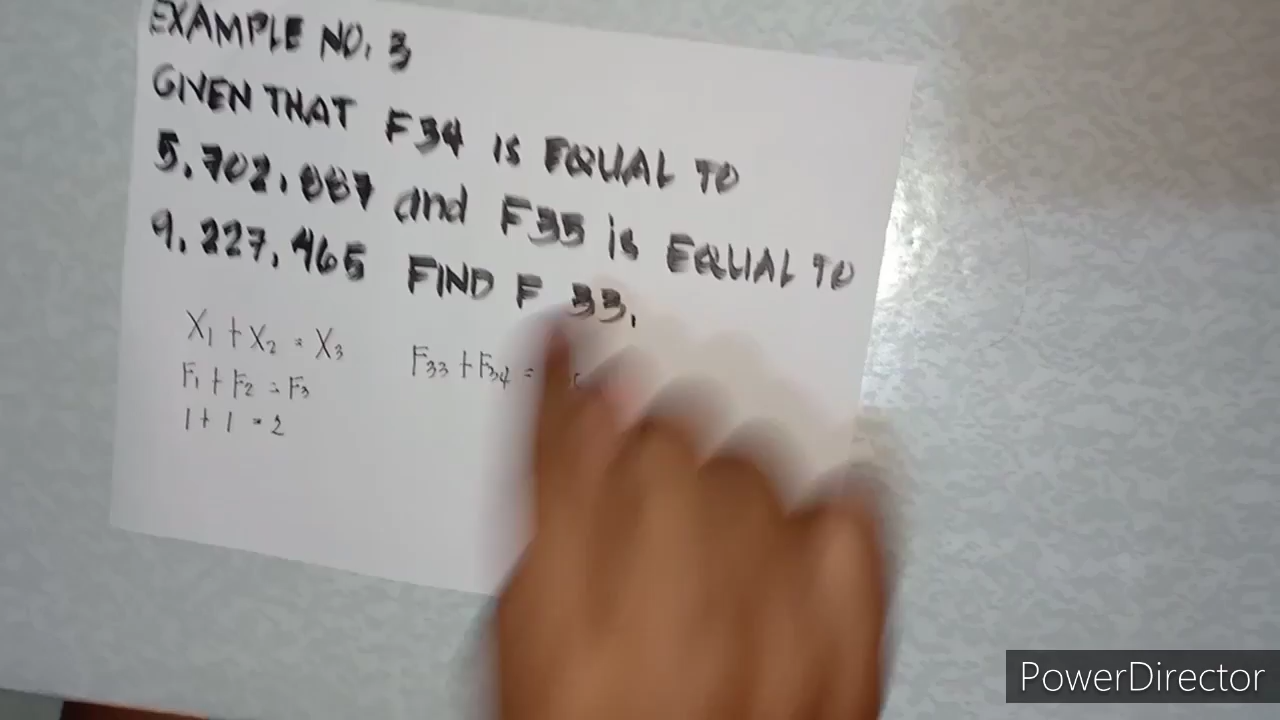 EXAMPLE NO. 3
GIVEN THAT F34 IS EQUAL TO
5,702,887 and F35 is EQUAL TO
9,227,465 FIND F 33.
X₁ + X₂ = X₃
F₁ + F₂ = F₃
1 + 1 = 2
F₃₃ + F₃₄ =
PowerDirector